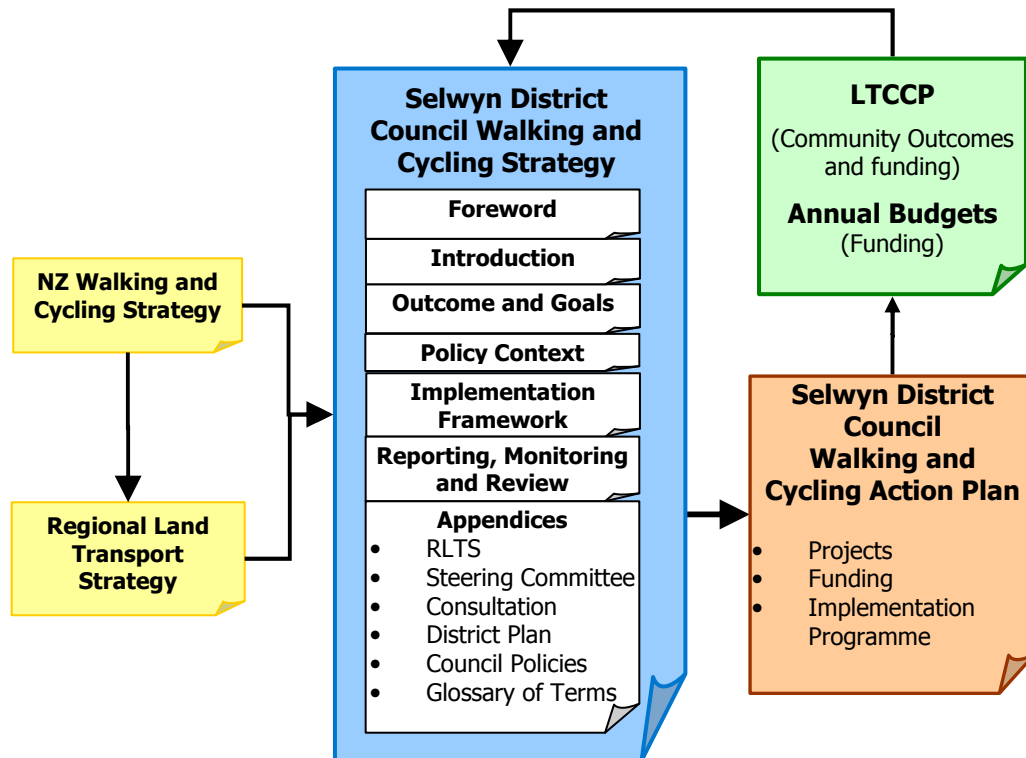 NZ Walking and
Cycling Strategy
Regional Land
Transport
Strategy
Selwyn District
Council Walking and
Cycling Strategy
Foreword
Introduction
Outcome and Goals
Policy Context
Implementation
Framework
Reporting, Monitoring
and Review
Appendices
• RLTS
• Steering Committee
• Consultation
• District Plan
• Council Policies
• Glossary of Terms
LTCCP
(Community Outcomes
and funding)
Annual Budgets
(Funding)
Selwyn District
Council
Walking and
Cycling Action Plan
• Projects
• Funding
• Implementation
Programme